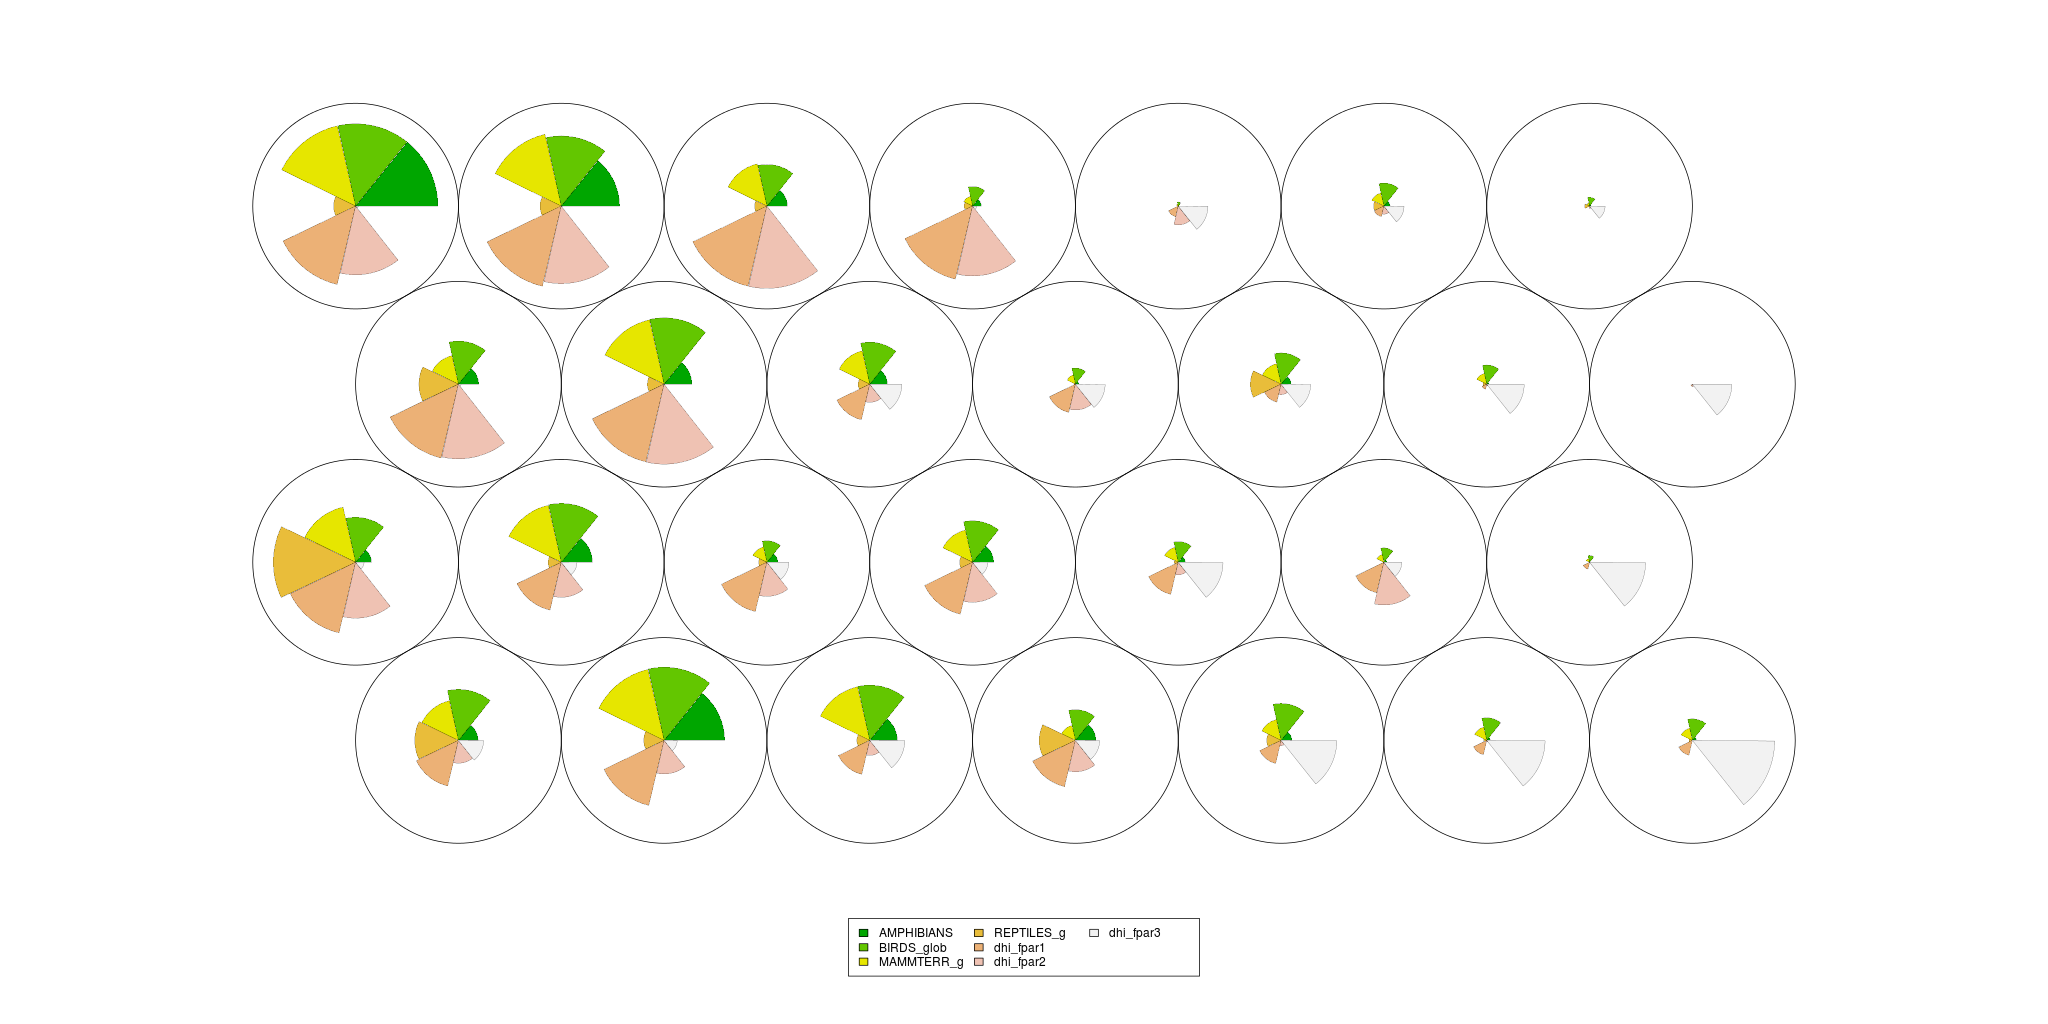 AMPHIBIANS REPTILES_g dhi_fpar3
BIRDS_glob dhi_fpar1
MAMMTERR_g dhi_fpar2